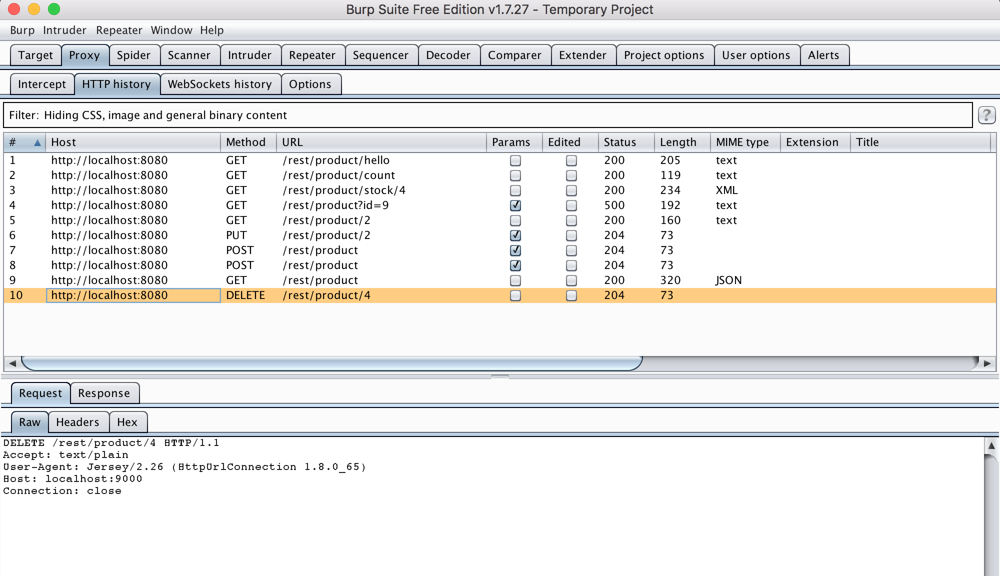 Burp Suite Free Edition v1.7.27 - Temporary Project
Burp Intruder Repeater Window Help
Target Proxy Spider Scanner Intruder Repeater Sequencer Decoder Comparer Extender Project options User options Alerts
Intercept HTTP history WebSockets history Options
Filter: Hiding CSS, image and general binary content ?
# Host Method URL Params Edited Status Length MIME type Extension Title
1 http://localhost:8080 GET /rest/product/hello 200 205 text
2 http://localhost:8080 GET /rest/product/count 200 119 text
3 http://localhost:8080 GET /rest/product/stock/4 200 234 XML
4 http://localhost:8080 GET /rest/product?id=9 500 192 text
5 http://localhost:8080 GET /rest/product/2 200 160 text
6 http://localhost:8080 PUT /rest/product/2 204 73
7 http://localhost:8080 POST /rest/product 204 73
8 http://localhost:8080 POST /rest/product 204 73
9 http://localhost:8080 GET /rest/product 200 320 JSON
10 http://localhost:8080 DELETE /rest/product/4 204 73
Request Response
Raw Headers Hex
DELETE /rest/product/4 HTTP/1.1
Accept: text/plain
User-Agent: Jersey/2.26 (HttpUrlConnection 1.8.0_65)
Host: localhost:9000
Connection: close